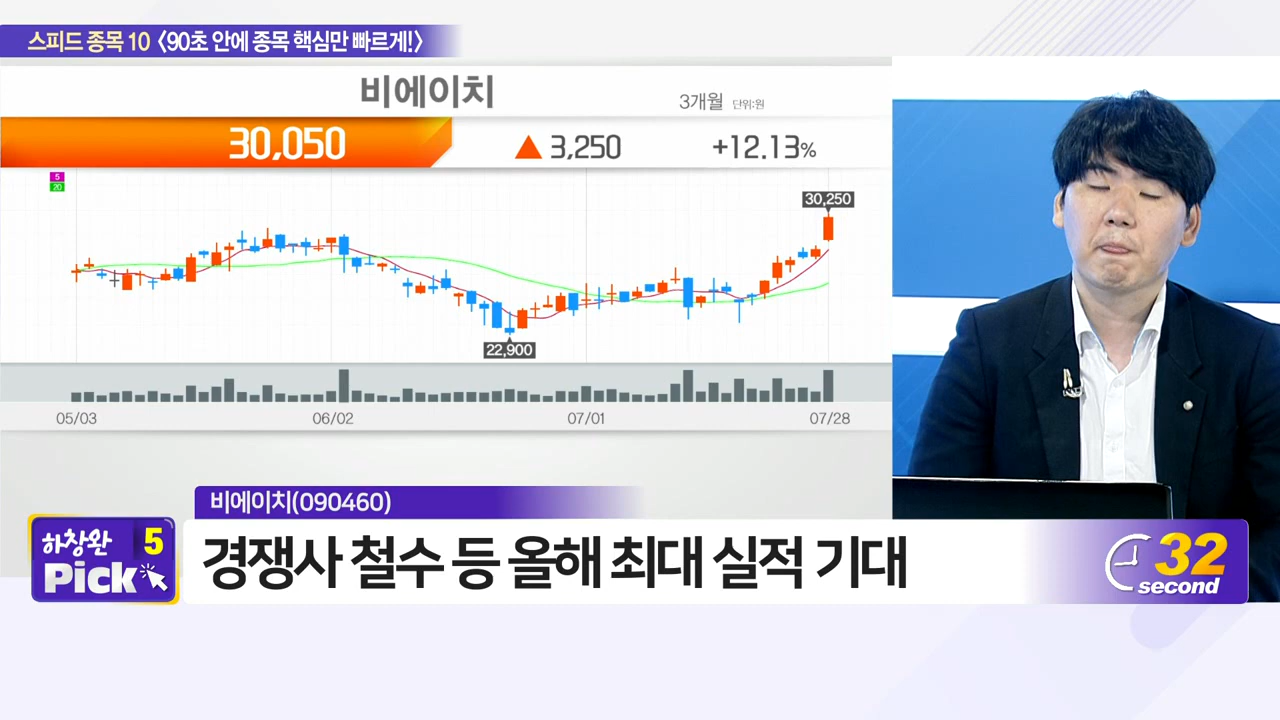 스피드 종목 10 〈90초 안에 종목 핵심만 빠르게!〉
비에이치
3개월 단위:원
30,050 ▲ 3,250 +12.13%
5
20
30,250
22,900
05/03 06/02 07/01 07/28
비에이치(090460)
하창완 5
Pick
경쟁사 철수 등 올해 최대 실적 기대
32
second